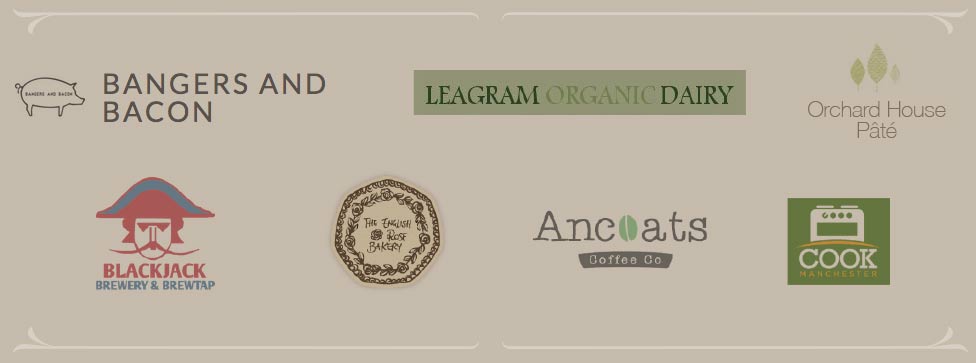 BANGERS AND BACON
BANGERS AND
BACON
LEAGRAM ORGANIC DAIRY
Orchard House
Pâté
BLACKJACK
BREWERY & BREWTAP
THE ENGLISH
ROSE
BAKERY
Ancoats
Coffee Co
COOK
MANCHESTER